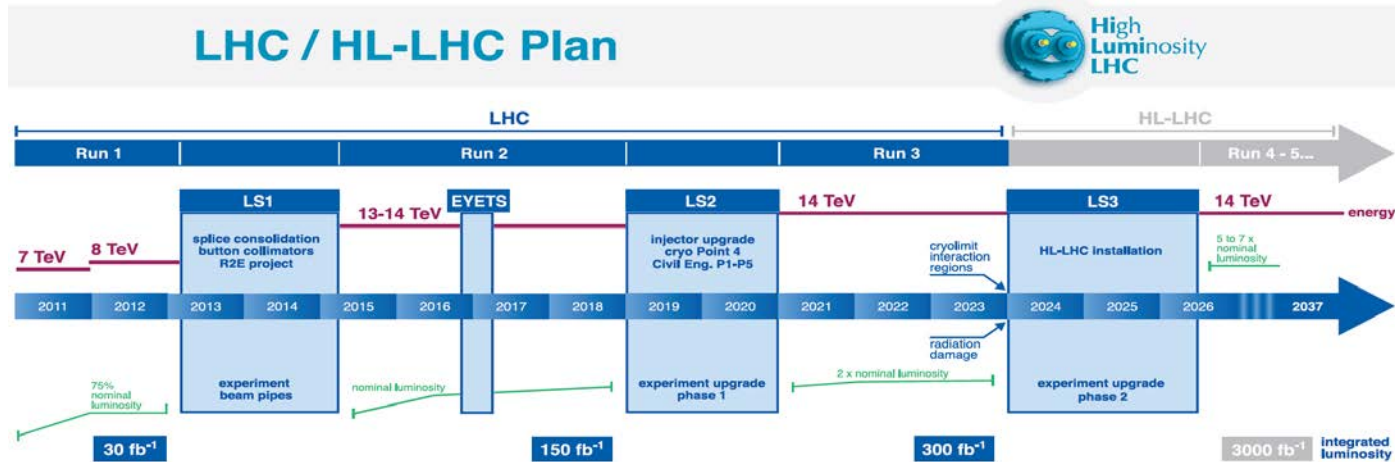 LHC / HL-LHC Plan
High
Luminosity
LHC
LHC
HL-LHC
Run 1
Run 2
Run 3
Run 4 - 5...
LS1
EYETS
LS2
LS3
13-14 TeV
14 TeV
14 TeV
energy
7 TeV
8 TeV
splice consolidation
button collimators
R2E project
injector upgrade
cryo Point 4
Civil Eng. P1-P5
cryolimit
interaction
regions
HL-LHC installation
5 to 7 x
nominal
luminosity
2011
2012
2013
2014
2015
2016
2017
2018
2019
2020
2021
2022
2023
2024
2025
2026
2037
radiation
damage
75%
nominal
luminosity
experiment
beam pipes
nominal luminosity
experiment upgrade
phase 1
2 x nominal luminosity
experiment upgrade
phase 2
30 fb⁻¹
150 fb⁻¹
300 fb⁻¹
3000 fb⁻¹
integrated
luminosity